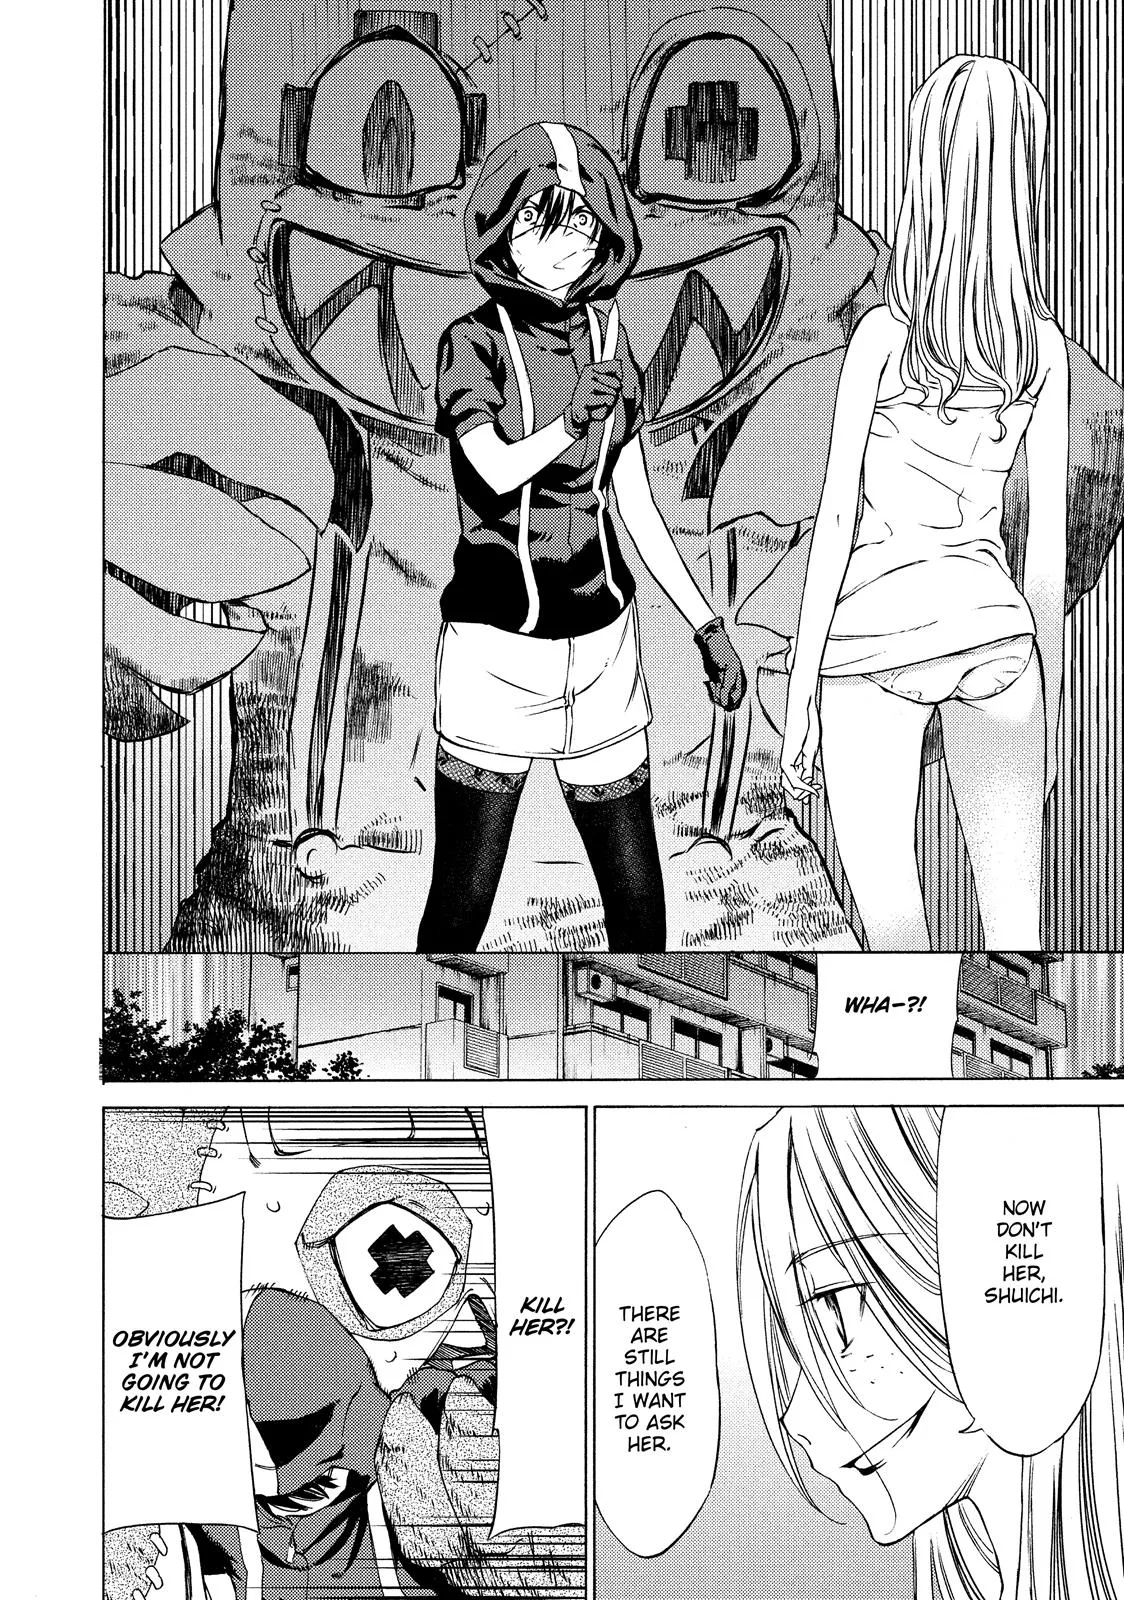 WHA-?!
NOW
DON'T
KILL
HER,
SHUICHI.
THERE
ARE
STILL
THINGS
I WANT
TO ASK
HER.
KILL
HER?!
OBVIOUSLY
I'M NOT
GOING TO
KILL HER!